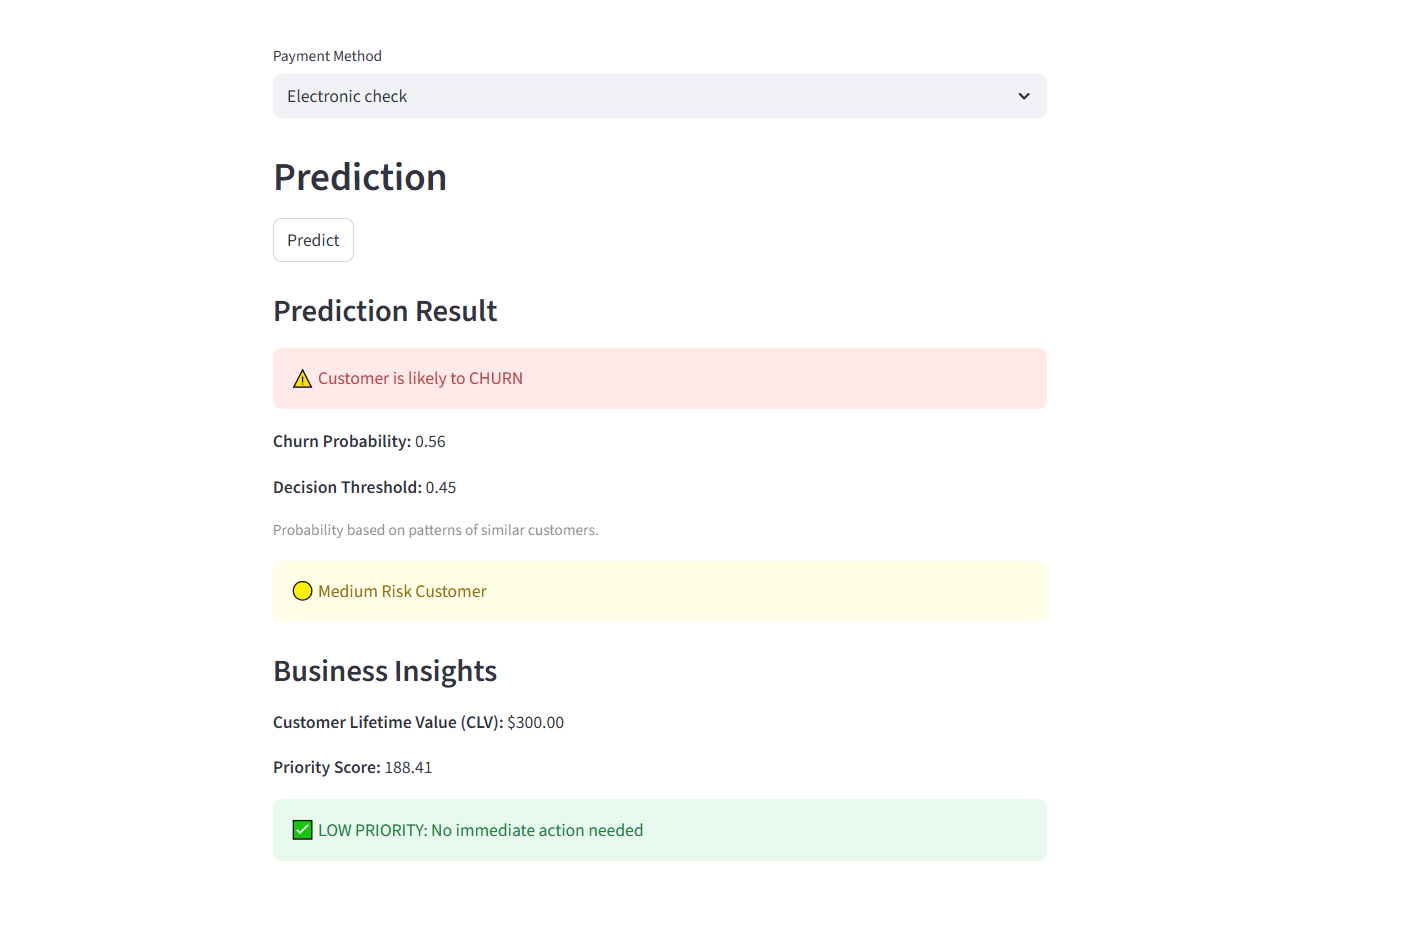 Payment Method
Electronic check
Prediction
Predict
Prediction Result
⚠️ Customer is likely to CHURN
Churn Probability: 0.56
Decision Threshold: 0.45
Probability based on patterns of similar customers.
🟡 Medium Risk Customer
Business Insights
Customer Lifetime Value (CLV): $300.00
Priority Score: 188.41
✅ LOW PRIORITY: No immediate action needed